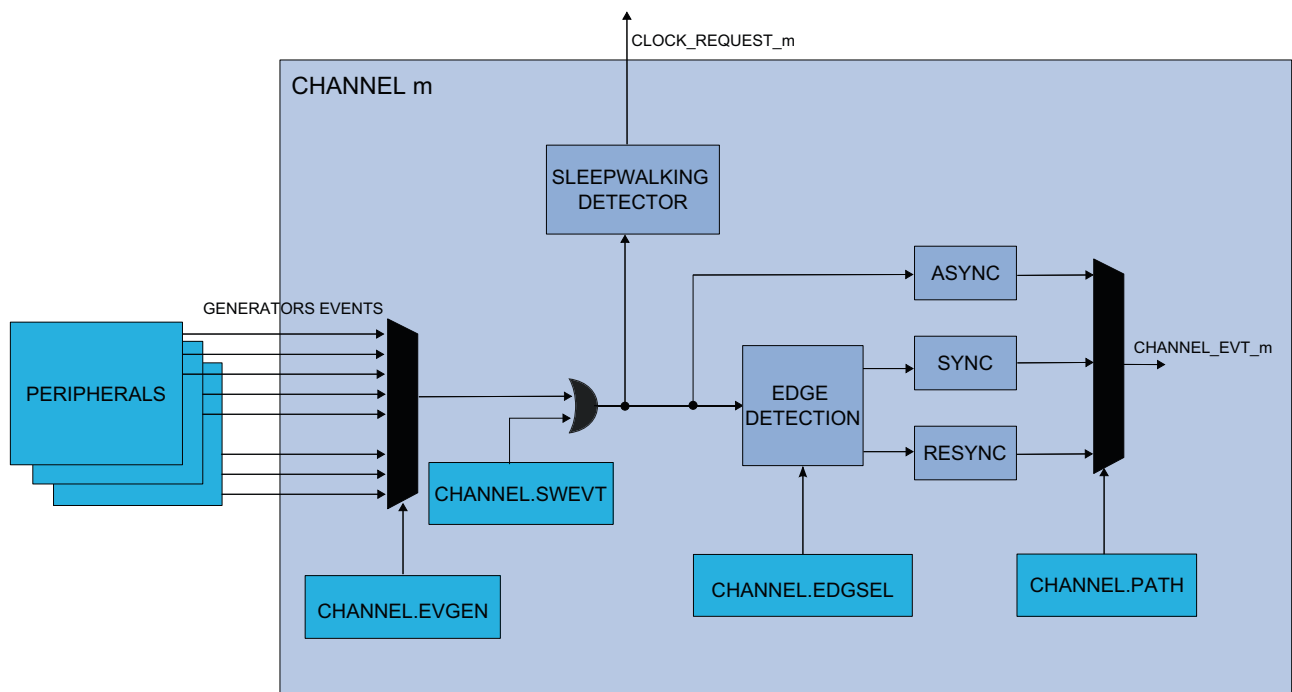 CLOCK_REQUEST_m
CHANNEL m
SLEEPWALKING
DETECTOR
ASYNC
GENERATORS EVENTS
PERIPHERALS
EDGE
DETECTION
SYNC
CHANNEL_EVT_m
RESYNC
CHANNEL.SWEVT
CHANNEL.EVGEN
CHANNEL.EDGSEL
CHANNEL.PATH